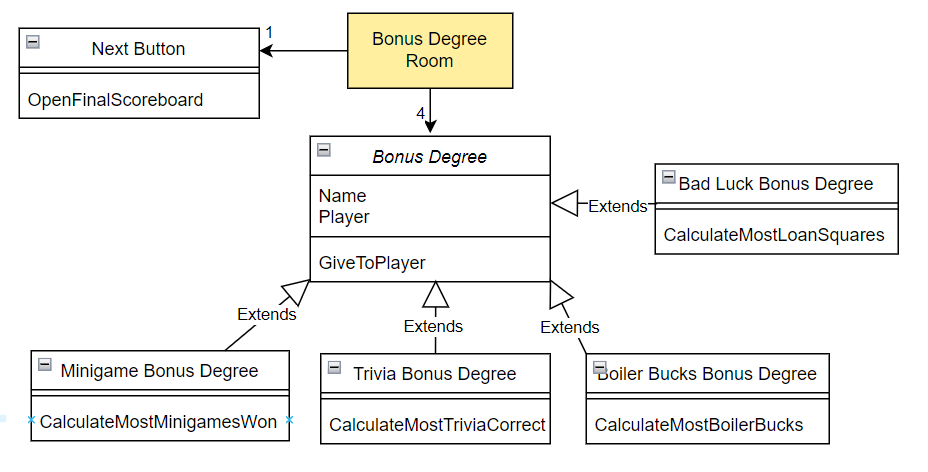 Next Button
OpenFinalScoreboard
1
Bonus Degree
Room
4
Bonus Degree
Name
Player
GiveToPlayer
Extends
Bad Luck Bonus Degree
CalculateMostLoanSquares
Extends
Extends
Extends
Minigame Bonus Degree
CalculateMostMinigamesWon
Trivia Bonus Degree
CalculateMostTriviaCorrect
Boiler Bucks Bonus Degree
CalculateMostBoilerBucks